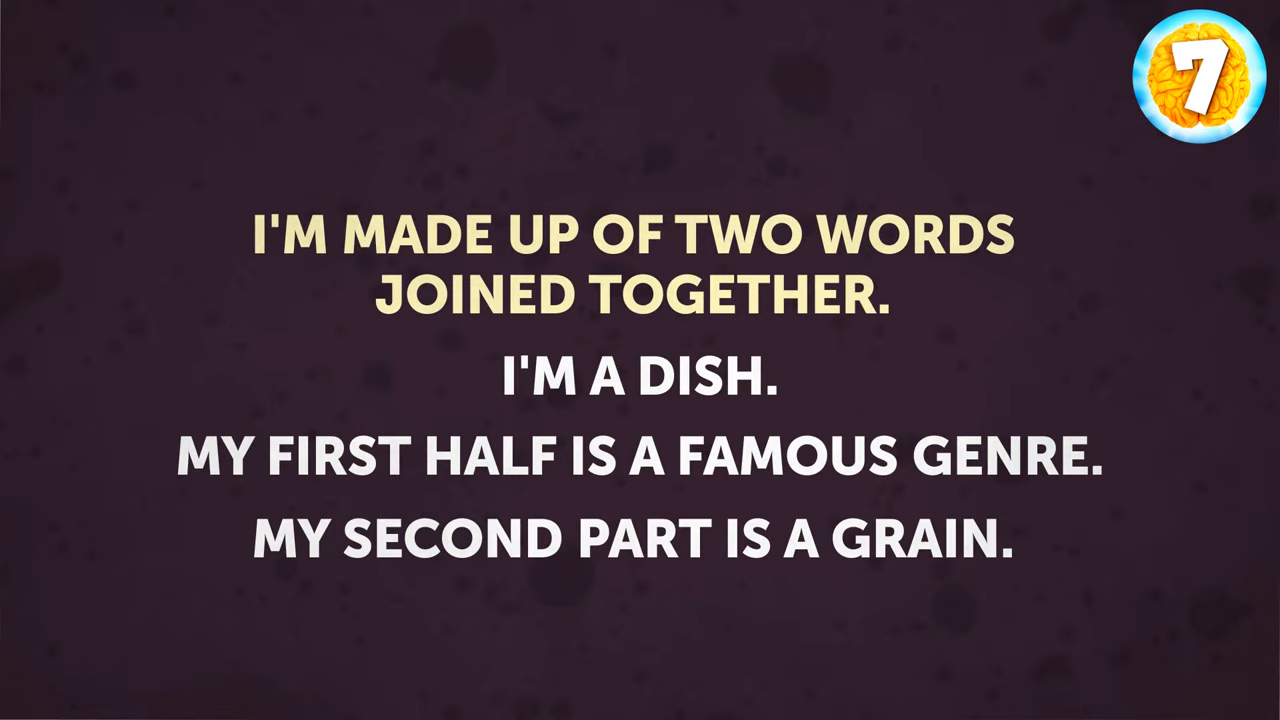 7
I'M MADE UP OF TWO WORDS
JOINED TOGETHER.
I'M A DISH.
MY FIRST HALF IS A FAMOUS GENRE.
MY SECOND PART IS A GRAIN.